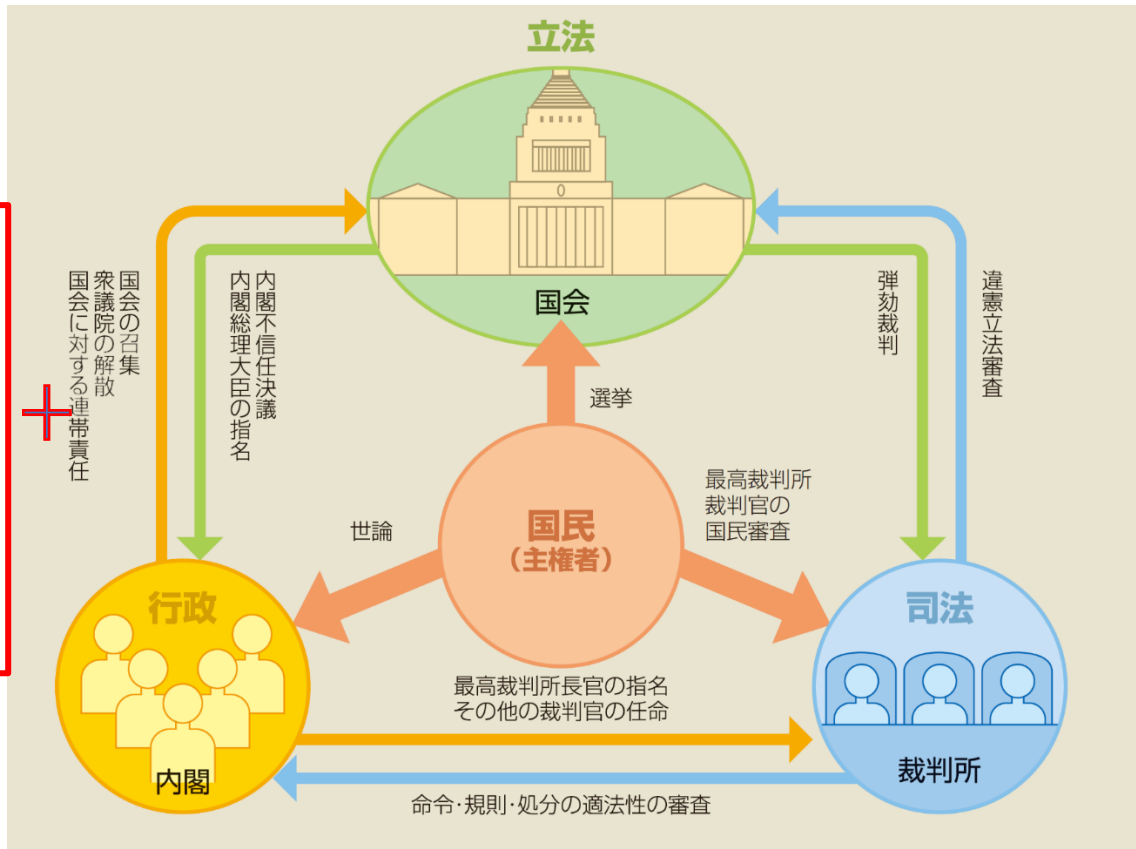 立法
国会
国会の召集
衆議院の解散
国会に対する連帯責任
内閣不信任決議
内閣総理大臣の指名
弾劾裁判
違憲立法審査
選挙
国民
（主権者）
世論
最高裁判所
裁判官の
国民審査
行政
内閣
司法
裁判所
最高裁判所長官の指名
その他の裁判官の任命
命令・規則・処分の適法性の審査